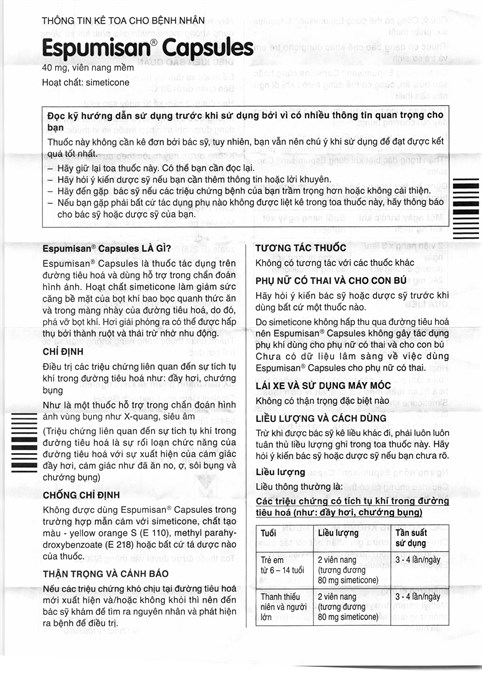 THÔNG TIN KÊ TOA CHO BỆNH NHÂN
Espumisan® Capsules
40 mg, viên nang mềm
Hoạt chất: simeticone
Đọc kỹ hướng dẫn sử dụng trước khi sử dụng bởi vì có nhiều thông tin quan trọng cho
bạn
Thuốc này không cần kê đơn bởi bác sỹ, tuy nhiên, bạn vẫn nên chú ý khi sử dụng để đạt được kết
quả tốt nhất.
– Hãy giữ lại toa thuốc này. Có thể bạn cần đọc lại.
– Hãy hỏi ý kiến dược sỹ nếu bạn cần thêm thông tin hoặc lời khuyên.
– Hãy đến gặp bác sỹ nếu các triệu chứng bệnh của bạn trầm trọng hơn hoặc không cải thiện.
– Nếu bạn gặp phải bất cứ tác dụng phụ nào không được liệt kê trong toa thuốc này, hãy thông báo
cho bác sỹ hoặc dược sỹ của bạn.
Espumisan® Capsules LÀ GÌ?
Espumisan® Capsules là thuốc tác dụng trên
đường tiêu hoá và dùng hỗ trợ trong chẩn đoán
hình ảnh. Hoạt chất simeticone làm giảm sức
căng bề mặt của bọt khí bao bọc quanh thức ăn
và trong màng nhày của đường tiêu hoá, do đó,
phá vỡ bọt khí. Hơi giải phóng ra có thể được hấp
thụ bởi thành ruột và thải trừ nhờ nhu động.
CHỈ ĐỊNH
Điều trị các triệu chứng liên quan đến sự tích tụ
khí trong đường tiêu hoá như: đầy hơi, chướng
bụng
Như là một thuốc hỗ trợ trong chẩn đoán hình
ảnh vùng bụng như X-quang, siêu âm
(Triệu chứng liên quan đến sự tích tụ khí trong
đường tiêu hoá là sự rối loạn chức năng của
đường tiêu hoá với sự xuất hiện của cảm giác
đầy hơi, cảm giác như đã ăn no, ợ, sôi bụng và
chướng bụng)
CHỐNG CHỈ ĐỊNH
Không được dùng Espumisan® Capsules trong
trường hợp mẫn cảm với simeticone, chất tạo
màu - yellow orange S (E 110), methyl parahy-
droxybenzoate (E 218) hoặc bất cứ tá dược nào
của thuốc.
THẬN TRỌNG VÀ CẢNH BÁO
Nếu các triệu chứng khó chịu tại đường tiêu hoá
mới xuất hiện và/hoặc không khỏi thì nên đến
bác sỹ khám để tìm ra nguyên nhân và phát hiện
ra bệnh để điều trị.
TƯƠNG TÁC THUỐC
Không có tương tác với các thuốc khác
PHỤ NỮ CÓ THAI VÀ CHO CON BÚ
Hãy hỏi ý kiến bác sỹ hoặc dược sỹ trước khi
dùng bất cứ một thuốc nào.
Do simeticone không hấp thu qua đường tiêu hoá
nên Espumisan® Capsules không gây tác dụng
phụ khi dùng cho phụ nữ có thai và cho con bú
Chưa có dữ liệu lâm sàng về việc dùng
Espumisan® Capsules cho phụ nữ có thai.
LÁI XE VÀ SỬ DỤNG MÁY MÓC
Không có thận trọng đặc biệt nào
LIỀU LƯỢNG VÀ CÁCH DÙNG
Trừ khi được bác sỹ kê liều khác đi, phải luôn luôn
tuân thủ liều lượng ghi trong toa thuốc này. Hãy
hỏi ý kiến bác sỹ hoặc dược sỹ nếu bạn chưa rõ.
Liều lượng
Liều thông thường là:
Các triệu chứng có tích tụ khí trong đường
tiêu hoá (như: đầy hơi, chướng bụng)
Tuổi Liều lượng Tần suất
sử dụng
Trẻ em 2 viên nang 3 - 4 lần/ngày
từ 6 – 14 tuổi (tương đương
80 mg simeticone)
Thanh thiếu 2 viên nang 3 - 4 lần/ngày
niên và người (tương đương
lớn 80 mg simeticone)